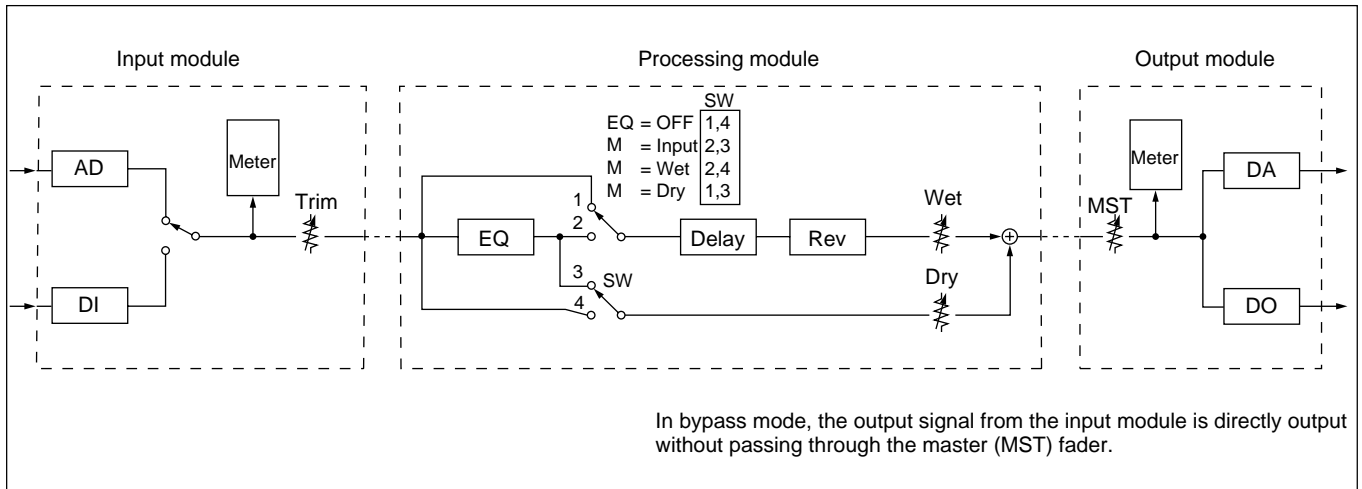 Input module
Processing module
Output module
SW
EQ = OFF 1,4
M = Input 2,3
M = Wet 2,4
M = Dry 1,3
AD
Meter
Trim
DI
1
2
3
4
SW
EQ
Delay
Rev
Wet
Dry
MST
Meter
DA
DO
In bypass mode, the output signal from the input module is directly output
without passing through the master (MST) fader.